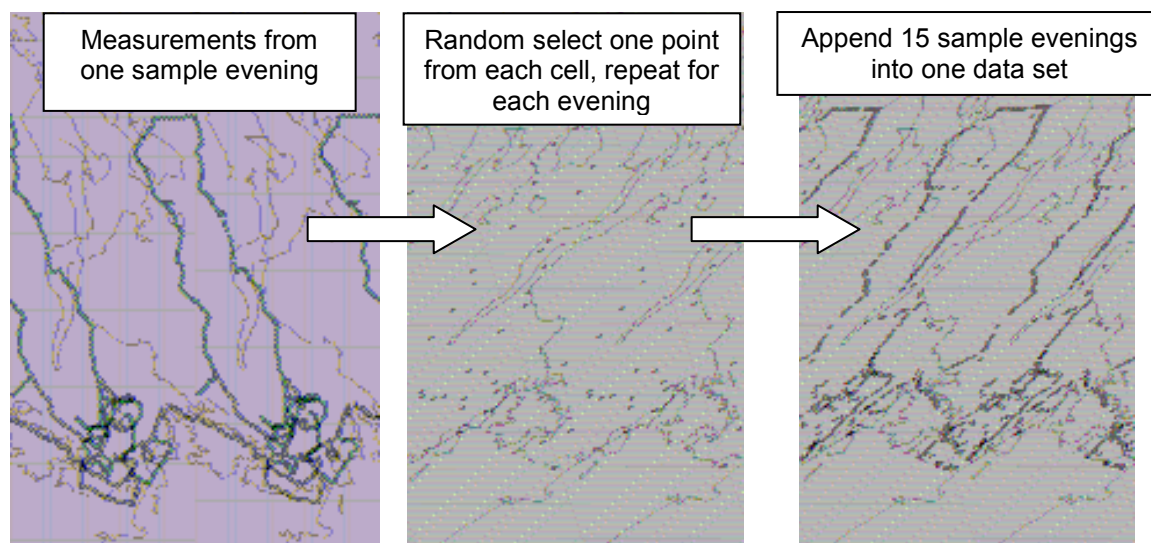 Measurements from
one sample evening
Random select one point
from each cell, repeat for
each evening
Append 15 sample evenings
into one data set